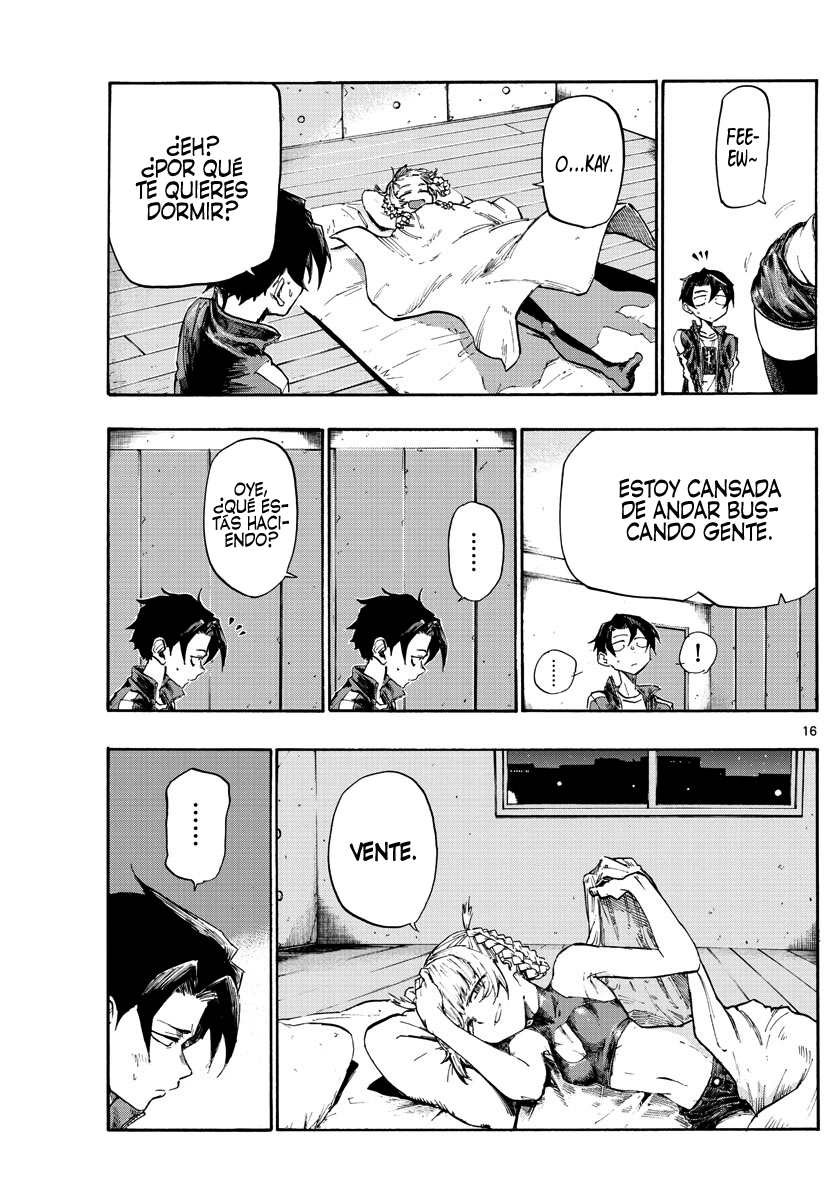 FEE-
EW~
O...KAY.
¿EH?
¿POR QUÉ
TE QUIERES
DORMIR?
ESTOY CANSADA
DE ANDAR BUS-
CANDO GENTE.
!
......
......
OYE,
¿QUÉ ES-
TÁS HACI-
ENDO?
16
VENTE.
......